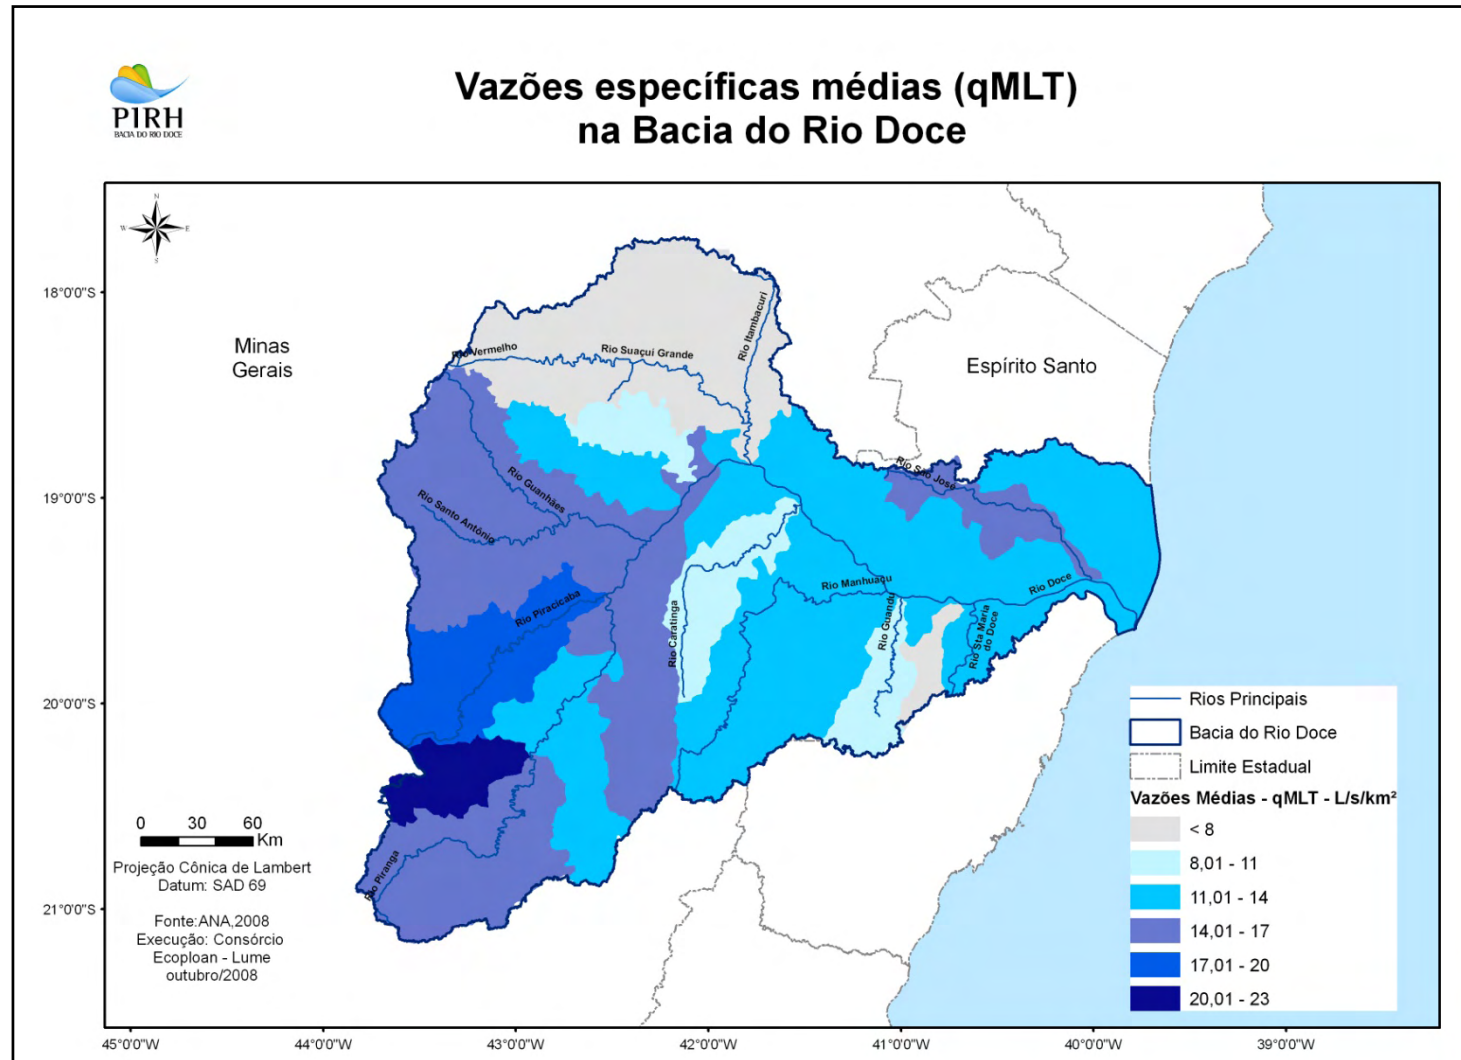 PIRH
BACIA DO RIO DOCE
Vazões específicas médias (qMLT)
na Bacia do Rio Doce
N
W
E
S
18°0'0"S
19°0'0"S
20°0'0"S
21°0'0"S
Minas
Gerais
Espírito Santo
Rio Vermelho
Rio Suaçuí Grande
Rio Itambacuri
Rio Guanhães
Rio Santo Antônio
Rio São José
Rio Piracicaba
Rio Caratinga
Rio Manhuaçu
Rio Guandu
Rio Doce
Rio Sta Maria
do Doce
Rio Piranga
0 30 60
Km
Projeção Cônica de Lambert
Datum: SAD 69
Fonte:ANA,2008
Execução: Consórcio
Ecoploan - Lume
outubro/2008
Rios Principais
Bacia do Rio Doce
Limite Estadual
Vazões Médias - qMLT - L/s/km²
< 8
8,01 - 11
11,01 - 14
14,01 - 17
17,01 - 20
20,01 - 23
45°0'0"W
44°0'0"W
43°0'0"W
42°0'0"W
41°0'0"W
40°0'0"W
39°0'0"W